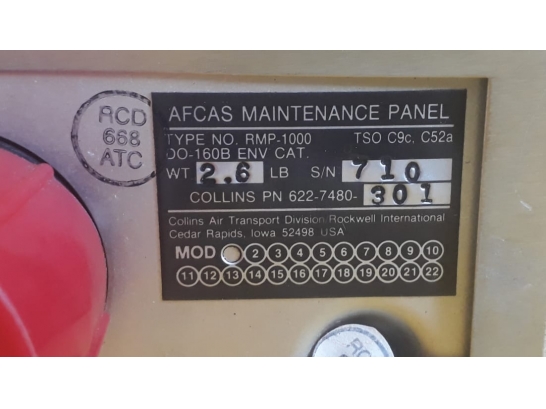 RCD
668
ATC
AFCAS MAINTENANCE PANEL
TYPE NO. RMP-1000 TSO C9c, C52a
DO-160B ENV CAT.
WT 2.6 LB S/N 710
COLLINS PN 622-7480-301
Collins Air Transport Division Rockwell International
Cedar Rapids, Iowa 52498 USA
MOD 2 3 4 5 6 7 8 9 10
11 12 13 14 15 16 17 18 19 20 21 22
RCD